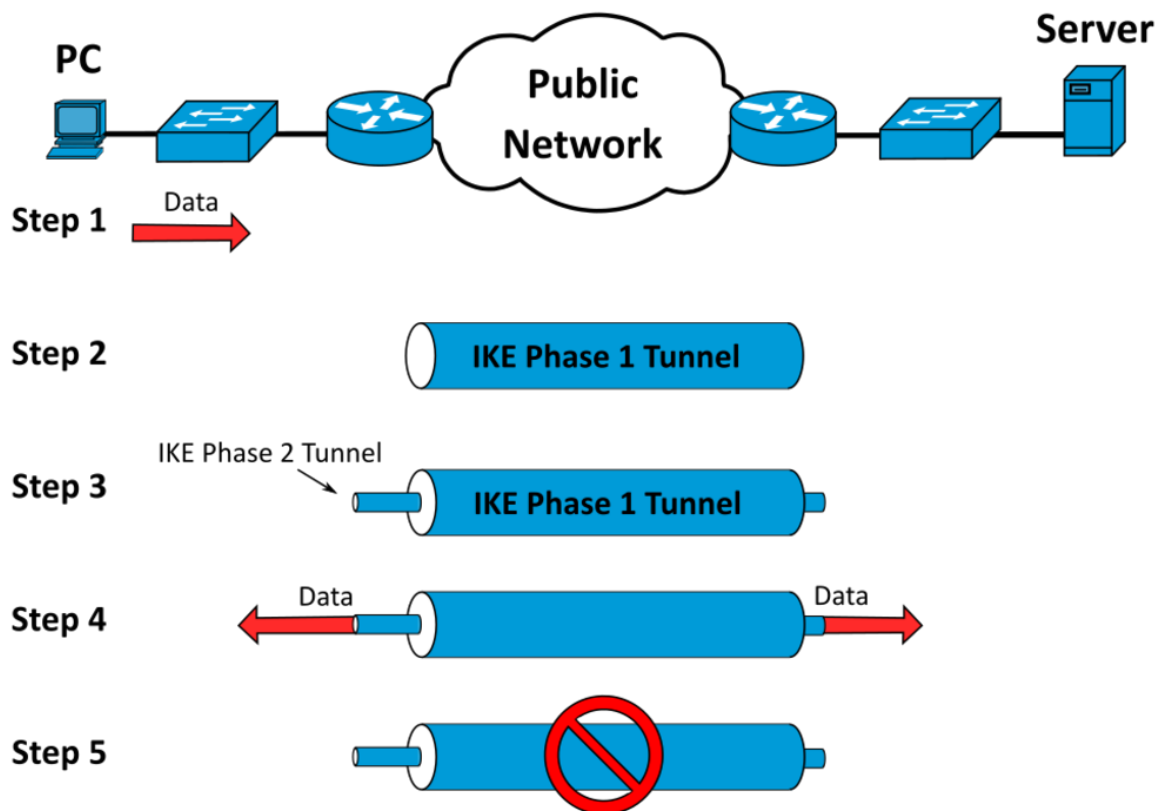 PC
Public
Network
Server
Step 1
Data
Step 2
IKE Phase 1 Tunnel
IKE Phase 2 Tunnel
Step 3
IKE Phase 1 Tunnel
Step 4
Data
Data
Step 5